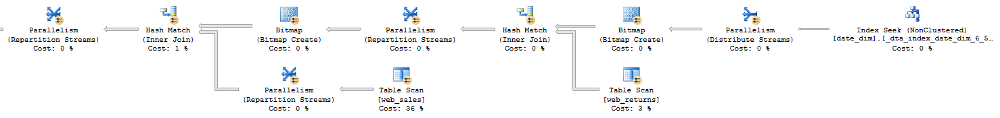 Parallelism
(Repartition Streams)
Cost: 0 %
Hash Match
(Inner Join)
Cost: 1 %
Bitmap
(Bitmap Create)
Cost: 0 %
Parallelism
(Repartition Streams)
Cost: 0 %
Hash Match
(Inner Join)
Cost: 0 %
Bitmap
(Bitmap Create)
Cost: 0 %
Parallelism
(Distribute Streams)
Cost: 0 %
Index Seek (NonClustered)
[date_dim].[_dta_index_date_dim_6_5…
Cost: 0 %
Parallelism
(Repartition Streams)
Cost: 0 %
Table Scan
[web_sales]
Cost: 36 %
Table Scan
[web_returns]
Cost: 3 %